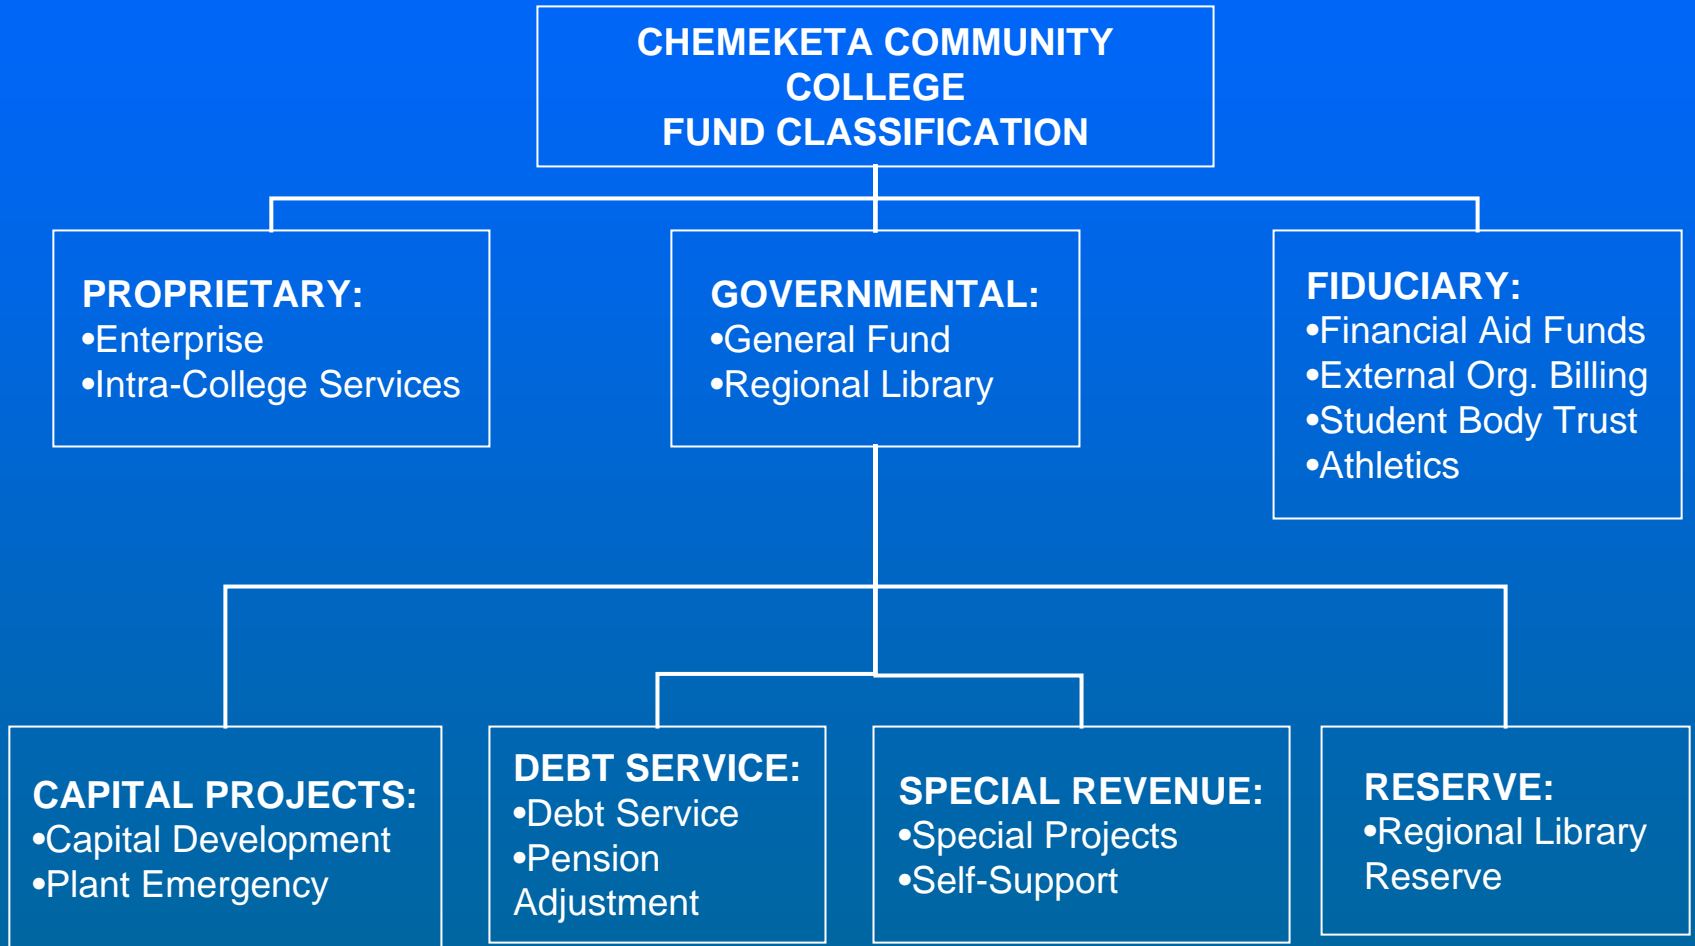 CHEMEKETA COMMUNITY
COLLEGE
FUND CLASSIFICATION
PROPRIETARY:
•Enterprise
•Intra-College Services
GOVERNMENTAL:
•General Fund
•Regional Library
FIDUCIARY:
•Financial Aid Funds
•External Org. Billing
•Student Body Trust
•Athletics
CAPITAL PROJECTS:
•Capital Development
•Plant Emergency
DEBT SERVICE:
•Debt Service
•Pension
Adjustment
SPECIAL REVENUE:
•Special Projects
•Self-Support
RESERVE:
•Regional Library
Reserve